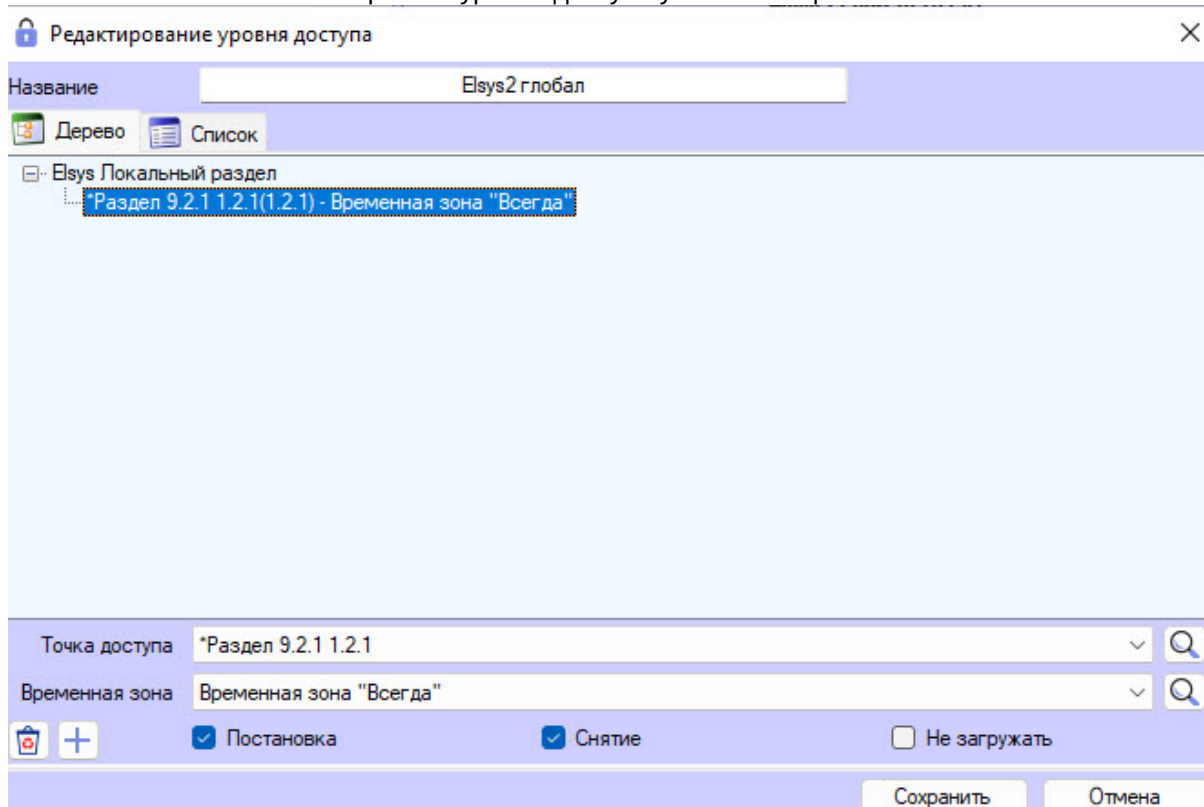 Редактирование уровня доступа
Название Elsys2 глобал
Дерево Список
Elsys Локальный раздел
*Раздел 9.2.1 1.2.1(1.2.1) - Временная зона "Всегда"
Точка доступа *Раздел 9.2.1 1.2.1
Временная зона Временная зона "Всегда"
Постановка Снятие Не загружать
Сохранить Отмена